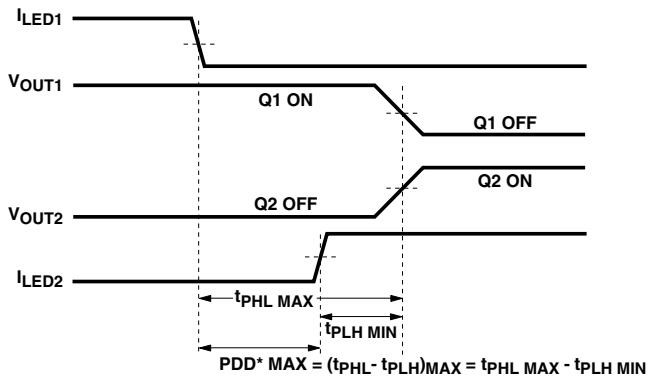 ILED1
VOUT1
Q1 ON
Q1 OFF
Q2 ON
Q2 OFF
VOUT2
ILED2
tPHL MAX
tPLH MIN
PDD* MAX = (tPHL- tPLH)MAX = tPHL MAX - tPLH MIN